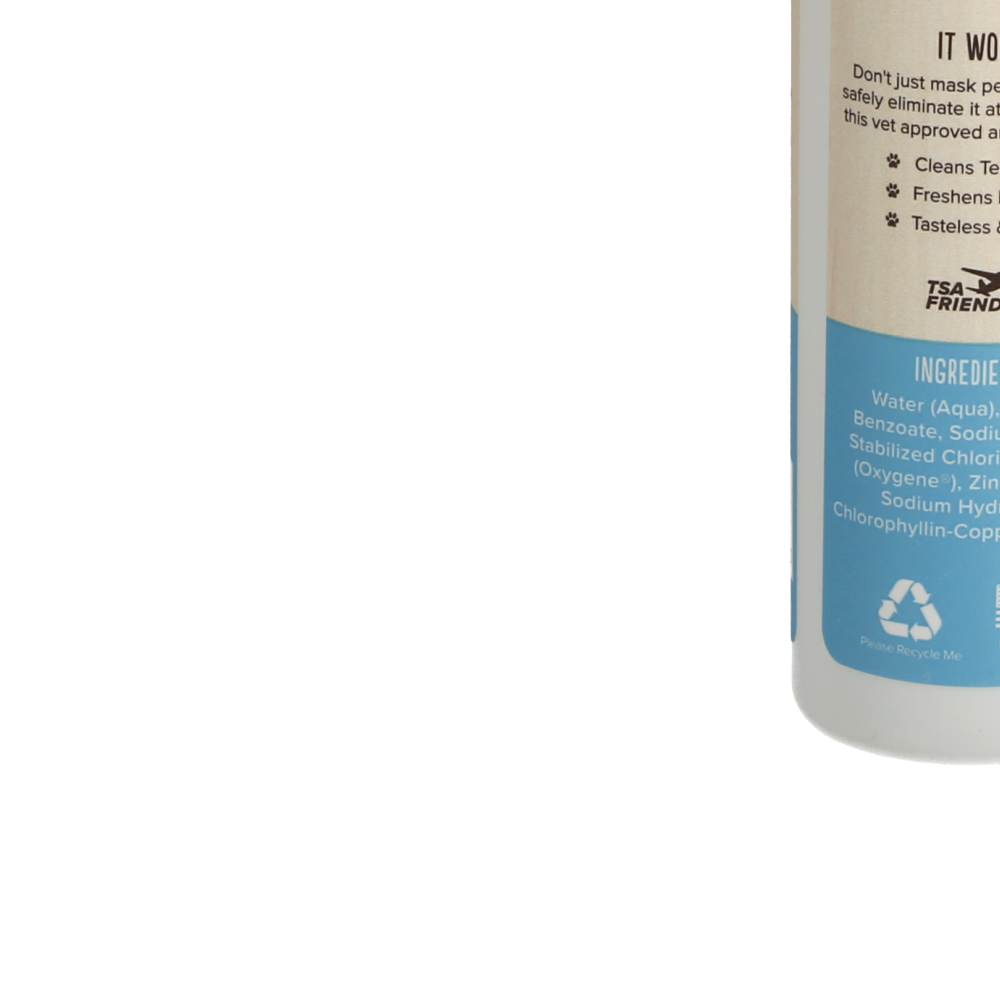 IT WO
Don't just mask pe
safely eliminate it at
this vet approved a
Cleans Te
Freshens
Tasteless &
TSA
FRIEND
INGREDIE
Water (Aqua),
Benzoate, Sodiu
Stabilized Chlori
(Oxygene®), Zin
Sodium Hydr
Chlorophyllin-Copp
Please Recycle Me